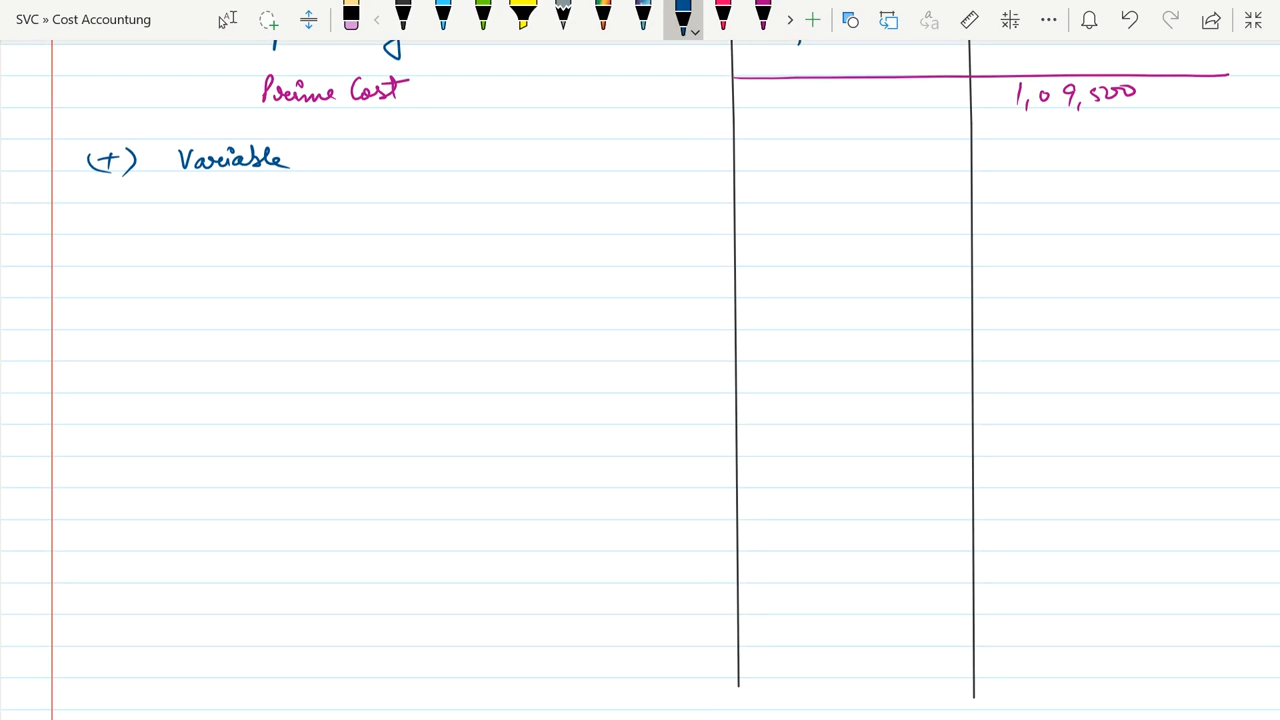 SVC » Cost Accountung
Prime Cost 1,09,500
(+) Variable